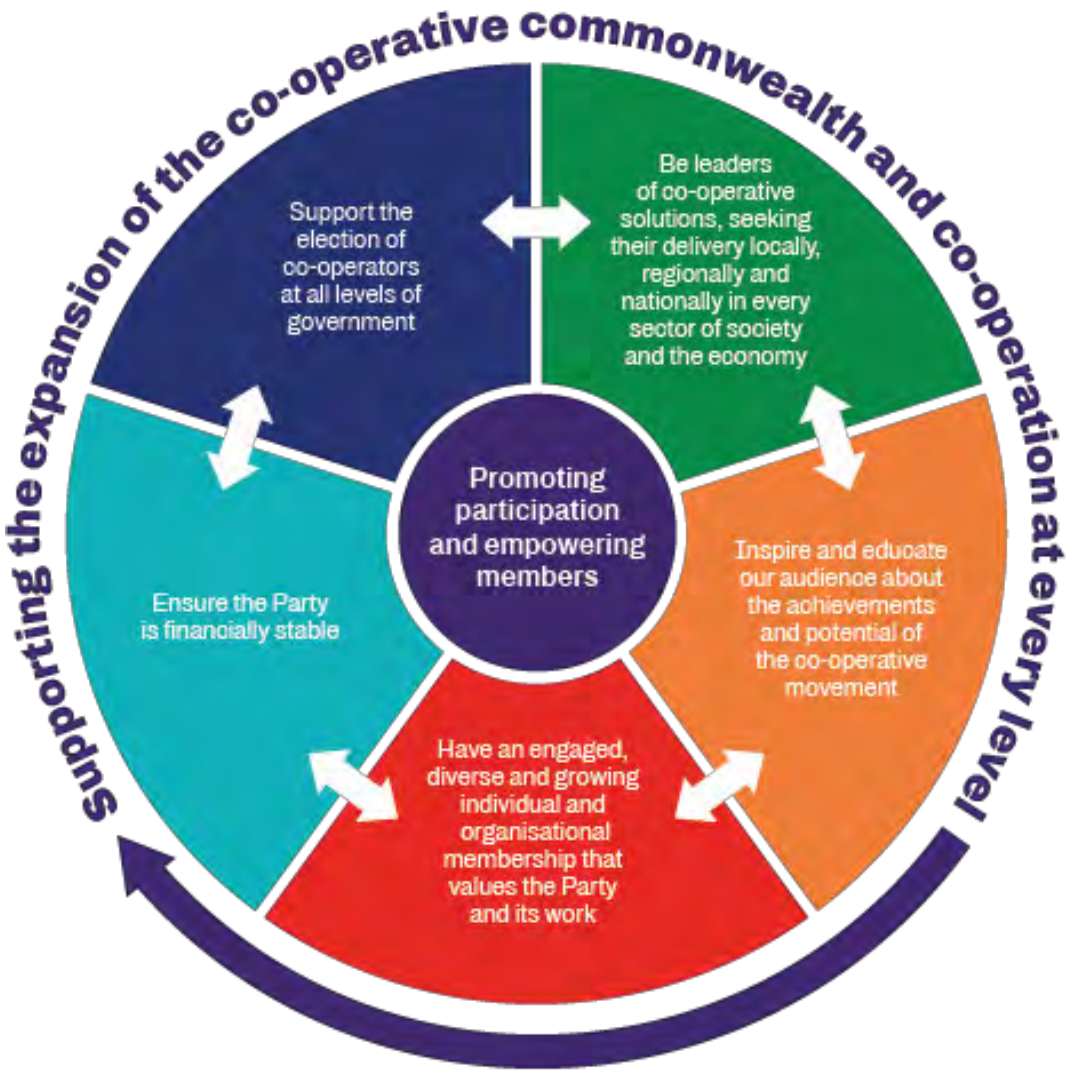 Supporting the expansion of the co-operative commonwealth and co-operation at every level
Support the
election of
co-operators
at all levels of
government
Be leaders
of co-operative
solutions, seeking
their delivery locally,
regionally and
nationally in every
sector of society
and the economy
Promoting
participation
and empowering
members
Inspire and educate
our audience about
the achievements
and potential of
the co-operative
movement
Ensure the Party
is financially stable
Have an engaged,
diverse and growing
individual and
organisational
membership that
values the Party
and its work